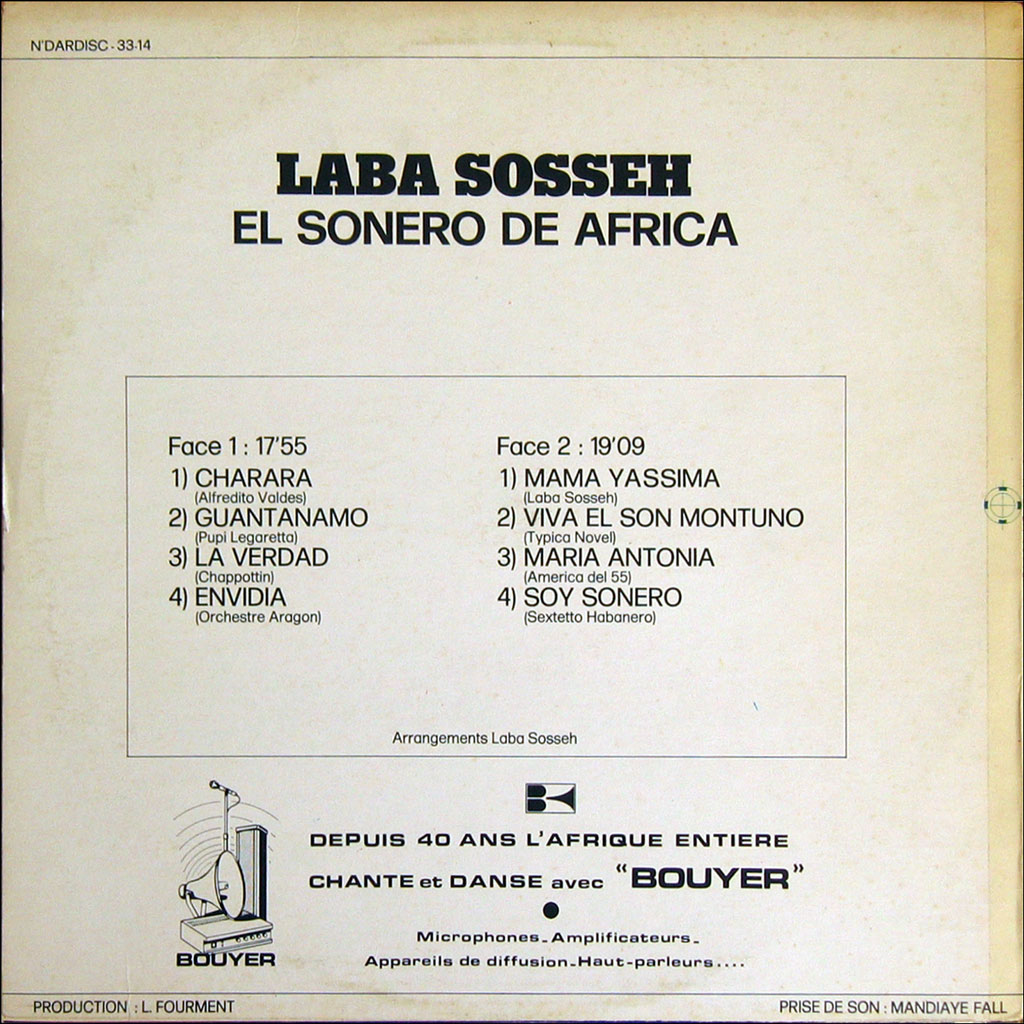 N'DARDISC - 33-14
LABA SOSSEH
EL SONERO DE AFRICA
Face 1 : 17'55
1) CHARARA
(Alfredito Valdes)
2) GUANTANAMO
(Pupi Legaretta)
3) LA VERDAD
(Chappottin)
4) ENVIDIA
(Orchestre Aragon)
Face 2 : 19'09
1) MAMA YASSIMA
(Laba Sosseh)
2) VIVA EL SON MONTUNO
(Typica Novel)
3) MARIA ANTONIA
(America del 55)
4) SOY SONERO
(Sextetto Habanero)
Arrangements Laba Sosseh
DEPUIS 40 ANS L'AFRIQUE ENTIERE
CHANTE et DANSE avec "BOUYER"
Microphones_Amplificateurs_
Appareils de diffusion_Haut-parleurs....
BOUYER
PRODUCTION : L. FOURMENT
PRISE DE SON : MANDIAYE FALL